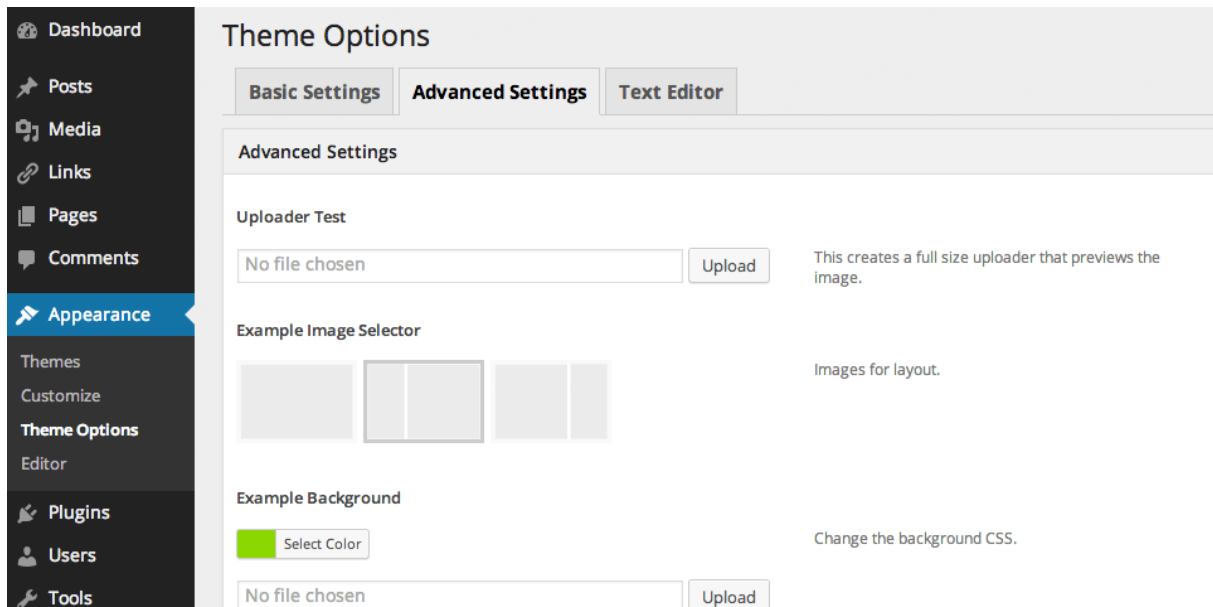 Dashboard
Posts
Media
Links
Pages
Comments
Appearance
Themes
Customize
Theme Options
Editor
Plugins
Users
Tools
Theme Options
Basic Settings
Advanced Settings
Text Editor
Advanced Settings
Uploader Test
No file chosen
Upload
This creates a full size uploader that previews the
image.
Example Image Selector
Images for layout.
Example Background
Select Color
Change the background CSS.
No file chosen
Upload